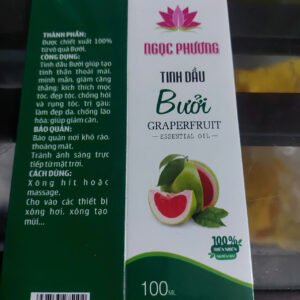 THÀNH PHẦN:
Được chiết xuất 100%
từ vỏ quả Bưởi.
CÔNG DỤNG:
Tinh dầu Bưởi giúp tạo
tinh thần thoải mái,
minh mẫn, giảm căng
thẳng; kích thích mọc
tóc, đẹp tóc, chống hói
và rụng tóc, trị gàu;
làm đẹp da, chống lão
hóa; giúp giảm cân.
BẢO QUẢN:
Bảo quản nơi khô ráo,
thoáng mát.
Tránh ánh sáng trực
tiếp từ mặt trời.
CÁCH DÙNG:
Xông hít hoặc
massage.
Cho vào các thiết bị
xông hơi, xông tạo
mùi...
NGỌC PHƯƠNG
TINH DẦU
Bưởi
GRAPERFRUIT
ESSENTIAL OIL
100%
THIÊN NHIÊN
100ML